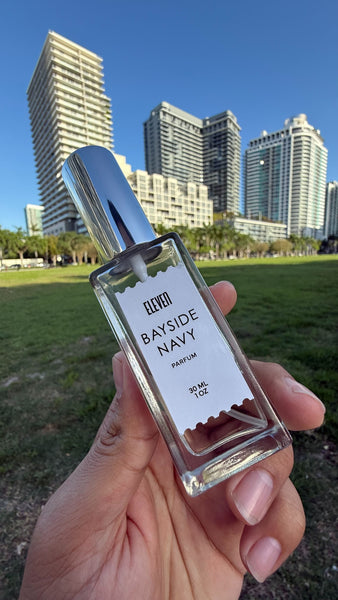 ELEVEN
BAYSIDE
NAVY
PARFUM
30 ML
1 OZ